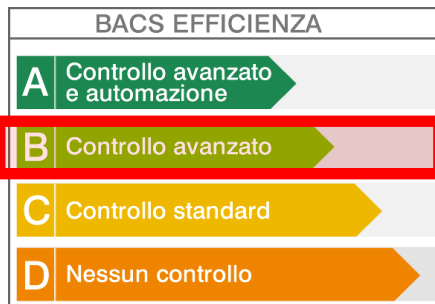 BACS EFFICIENZA
A Controllo avanzato
e automazione
B Controllo avanzato
C Controllo standard
D Nessun controllo